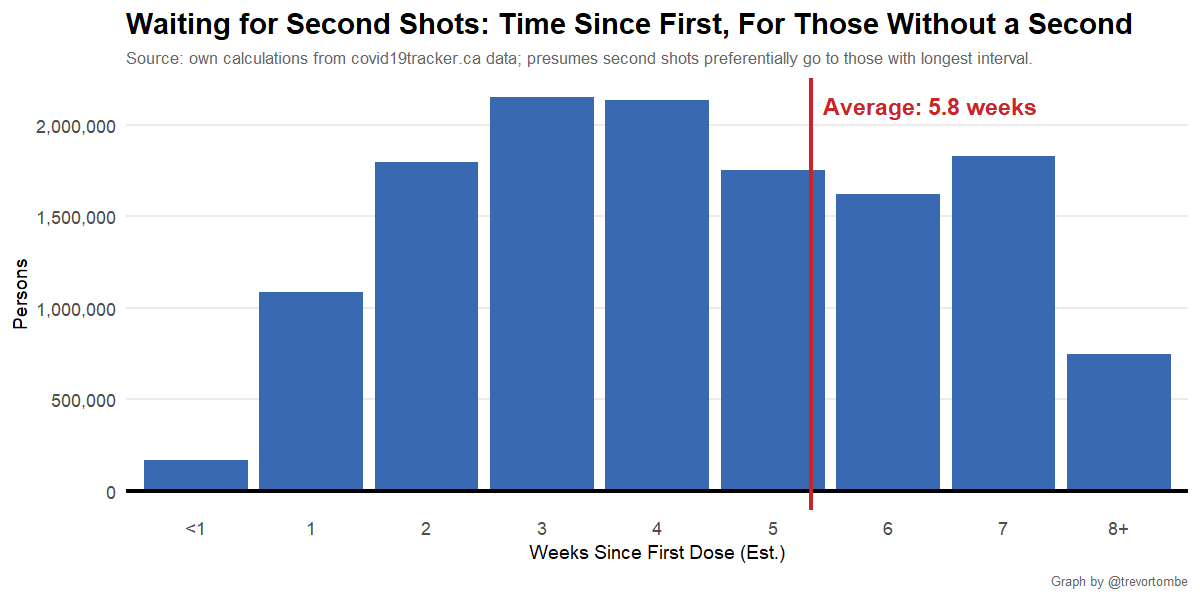 Waiting for Second Shots: Time Since First, For Those Without a Second
Source: own calculations from covid19tracker.ca data; presumes second shots preferentially go to those with longest interval.
Average: 5.8 weeks
2,000,000
1,500,000
1,000,000
500,000
0
Persons
<1 1 2 3 4 5 6 7 8+
Weeks Since First Dose (Est.)
Graph by @trevortombe